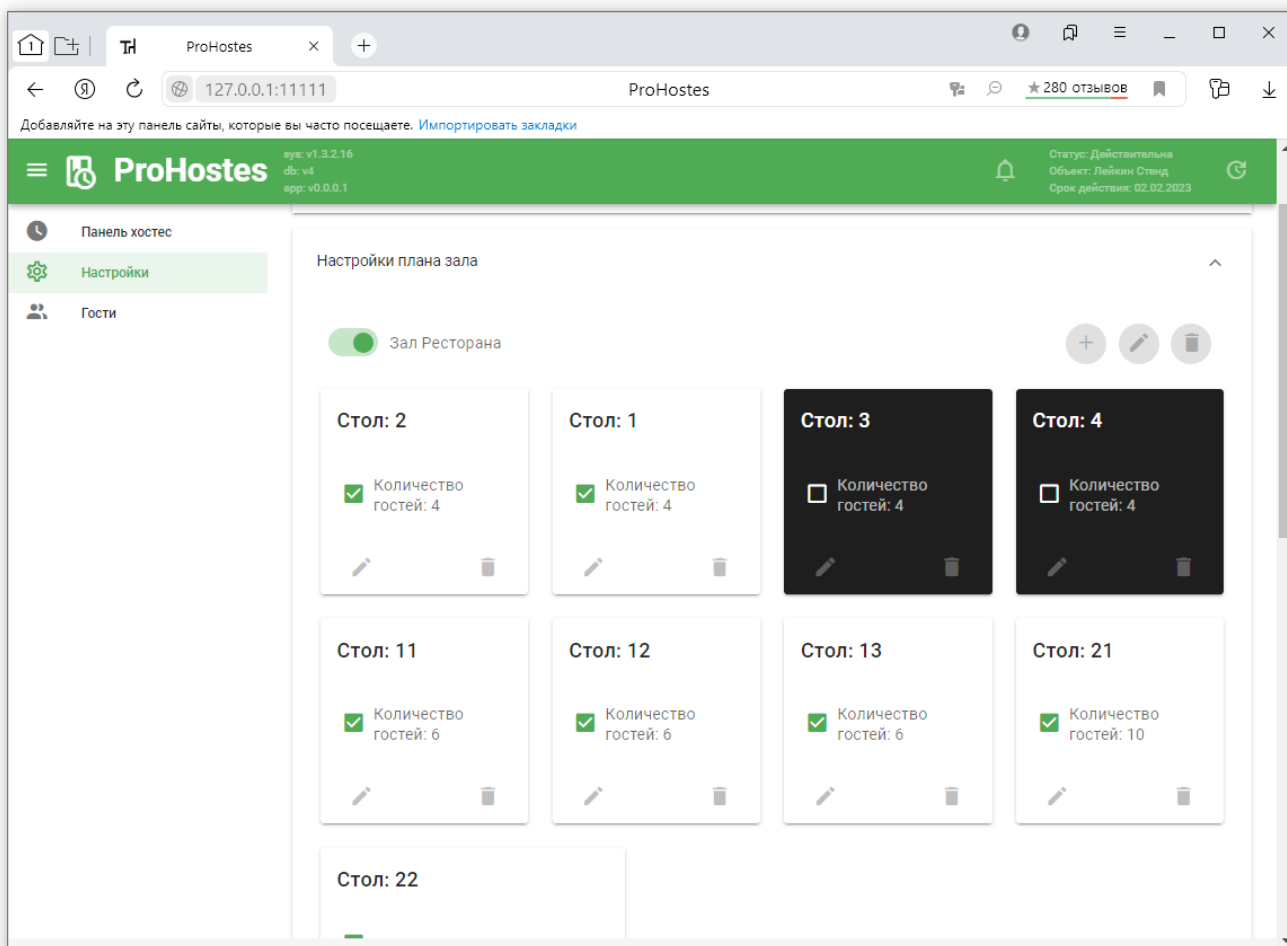 1
TH
ProHostes
Я
127.0.0.1:11111
ProHostes
★ 280 отзывов
Добавляйте на эту панель сайты, которые вы часто посещаете. Импортировать закладки
ProHostes
sys: v1.3.2.16
db: v4
app: v0.0.0.1
Статус: Действительна
Объект: Лейкин Стенд
Срок действия: 02.02.2023
Панель хостес
Настройки
Гости
Настройки плана зала
Зал Ресторана
Стол: 2
Количество
гостей: 4
Стол: 1
Количество
гостей: 4
Стол: 3
Количество
гостей: 4
Стол: 4
Количество
гостей: 4
Стол: 11
Количество
гостей: 6
Стол: 12
Количество
гостей: 6
Стол: 13
Количество
гостей: 6
Стол: 21
Количество
гостей: 10
Стол: 22